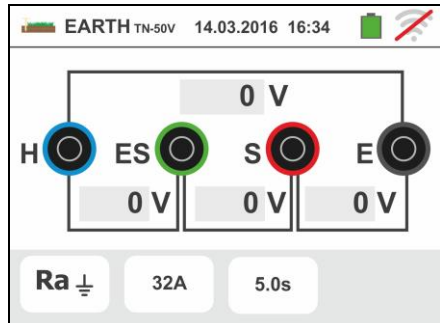 EARTH TN-50V 14.03.2016 16:34
0 V
H ES S E
0 V 0 V 0 V
Ra 32A 5.0s